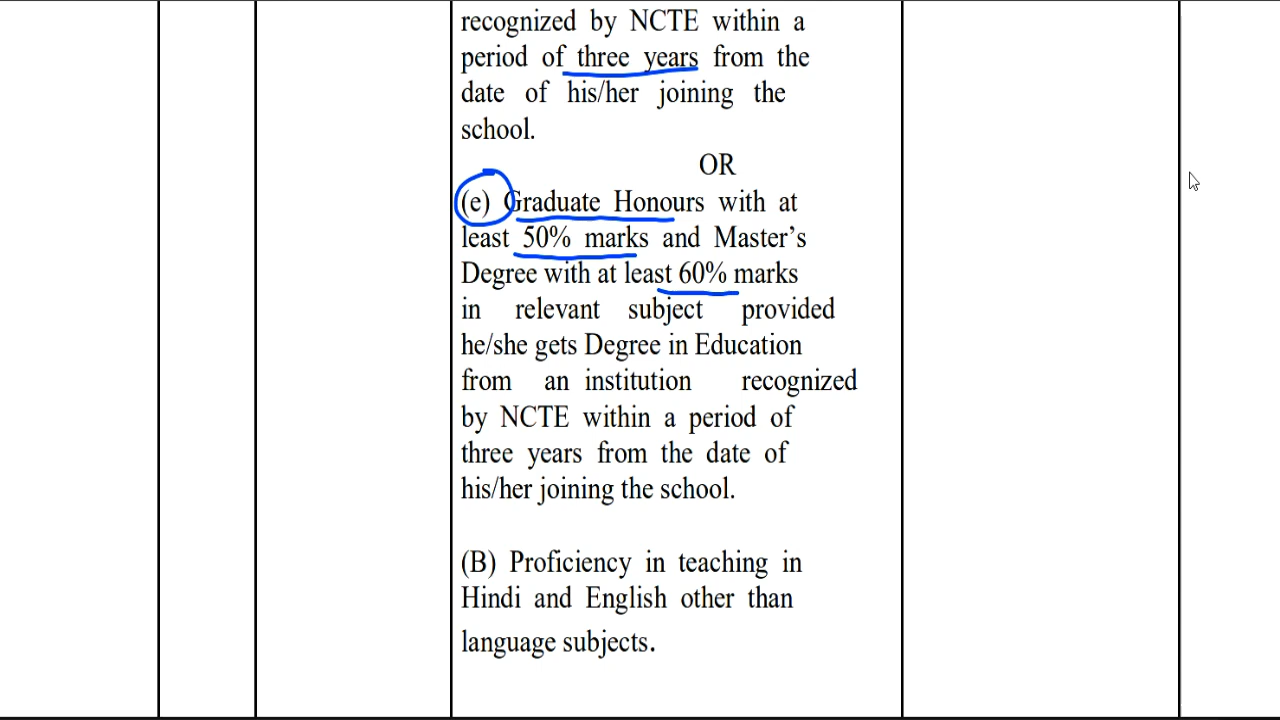 recognized by NCTE within a
period of three years from the
date of his/her joining the
school.
OR
(e) Graduate Honours with at
least 50% marks and Master’s
Degree with at least 60% marks
in relevant subject provided
he/she gets Degree in Education
from an institution recognized
by NCTE within a period of
three years from the date of
his/her joining the school.
(B) Proficiency in teaching in
Hindi and English other than
language subjects.